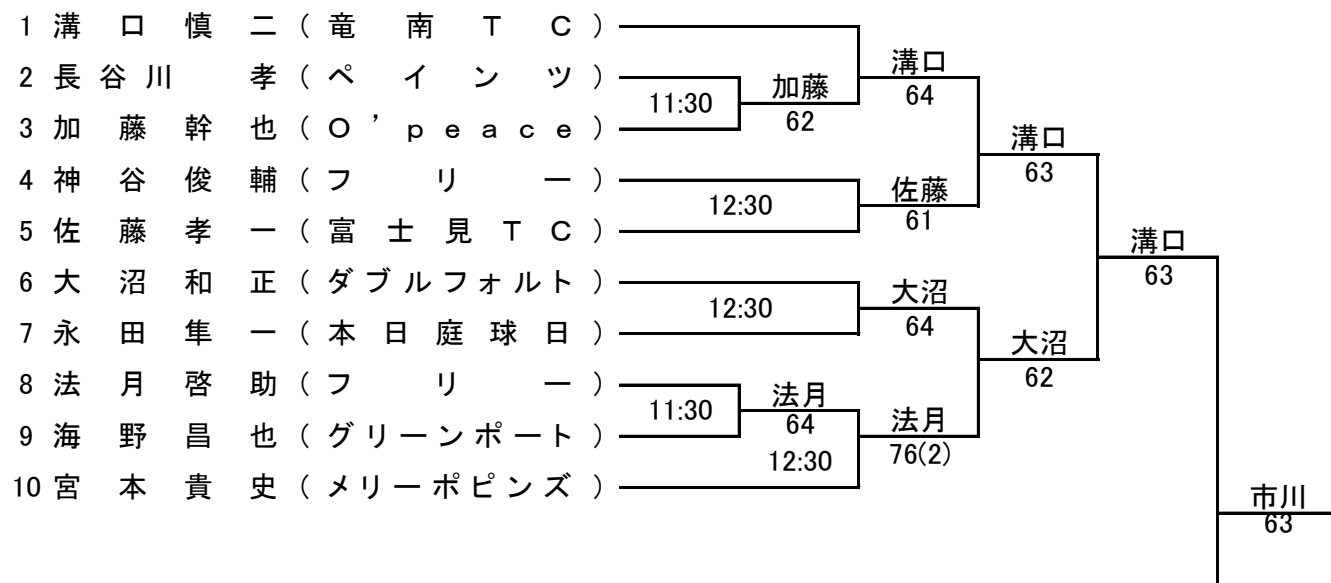 1 溝口慎二(竜南TC)
溝口
2 長谷川孝(ペインツ)
加藤
64
11:30
62
3 加藤幹也(O'peace)
溝口
63
4 神谷俊輔(フリー)
佐藤
12:30
61
5 佐藤孝一(富士見TC)
溝口
63
6 大沼和正(ダブルフォルト)
大沼
12:30
64
7 永田隼一(本日庭球日)
大沼
62
8 法月啓助(フリー)
法月
11:30
64
法月
9 海野昌也(グリーンポート)
12:30
76(2)
10 宮本貴史(メリーポピンズ)
市川
63